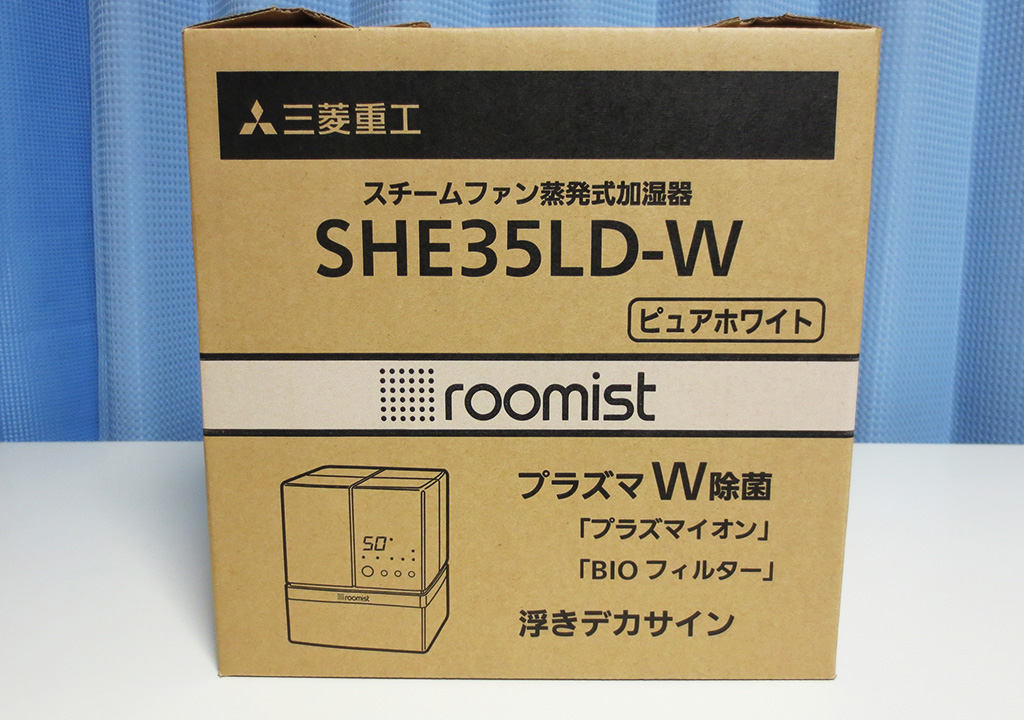 三菱重工
スチームファン蒸発式加湿器
SHE35LD-W
ピュアホワイト
roomist
プラズマW除菌
「プラズマイオン」
「BIOフィルター」
浮きデカサイン
50
roomist